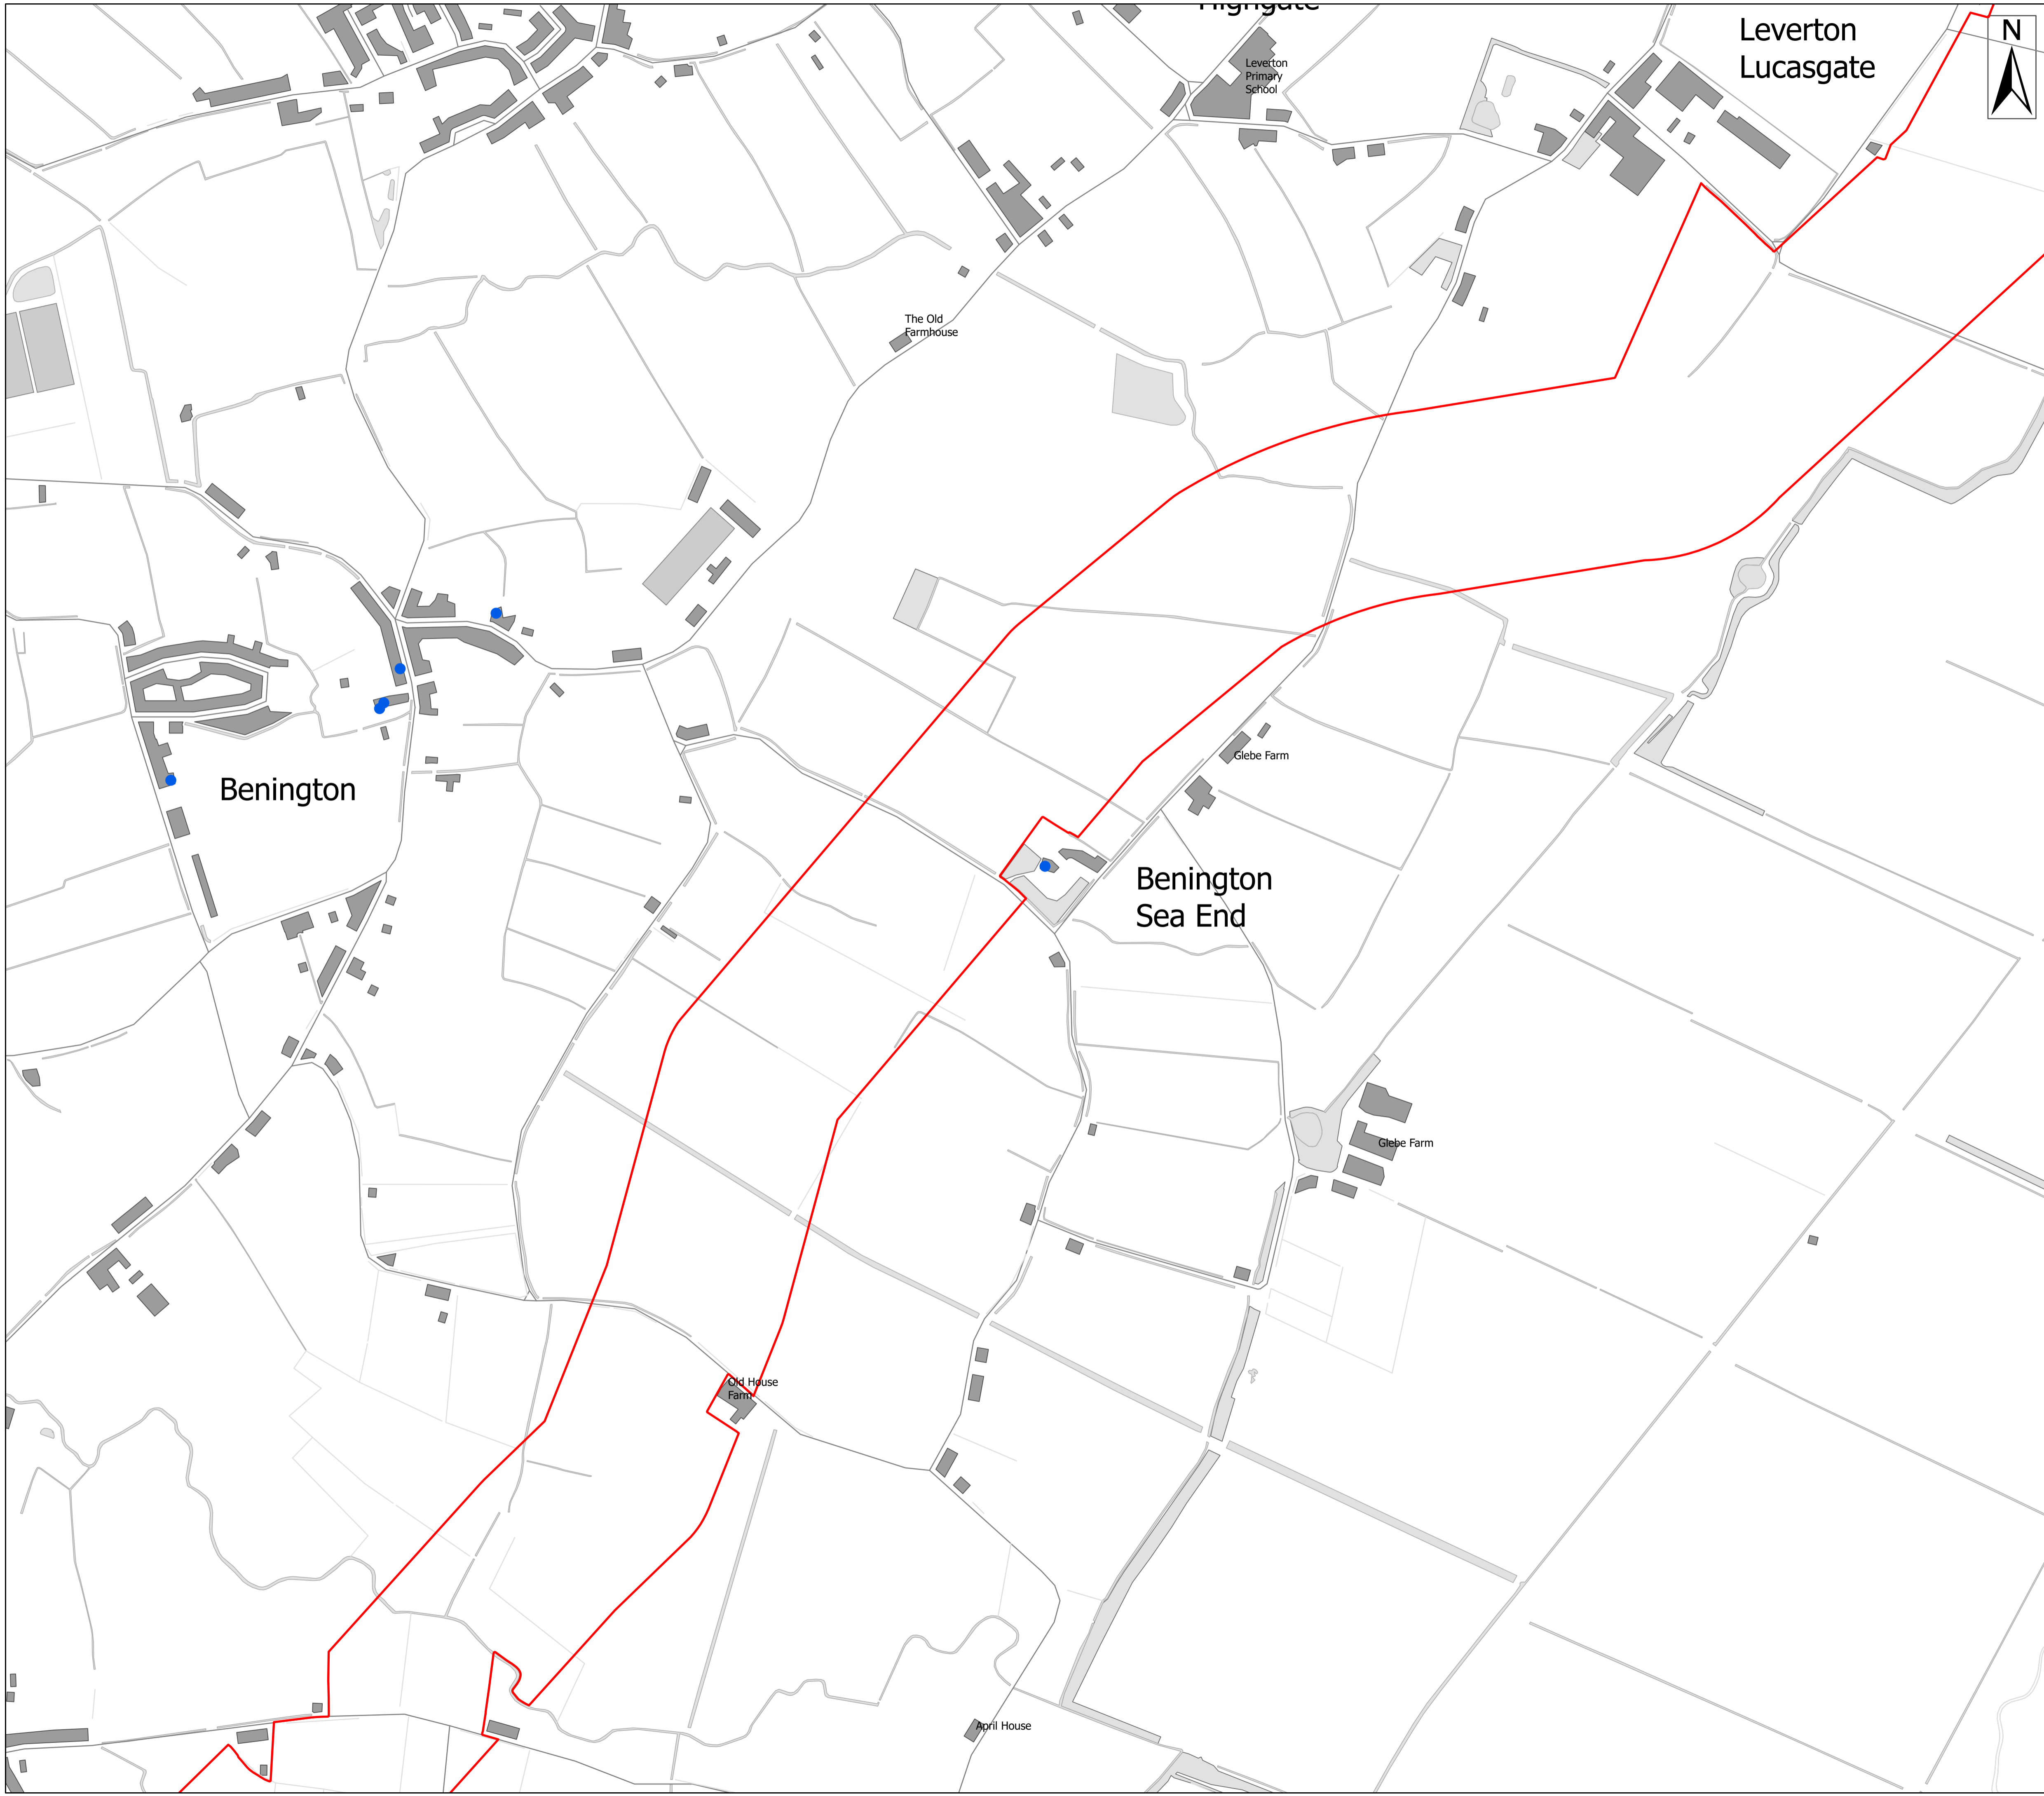 Highgate
Leverton
Lucasgate
N
Leverton
Primary
School
The Old
Farmhouse
Glebe Farm
Benington
Benington
Sea End
Glebe Farm
Old House
Farm
April House